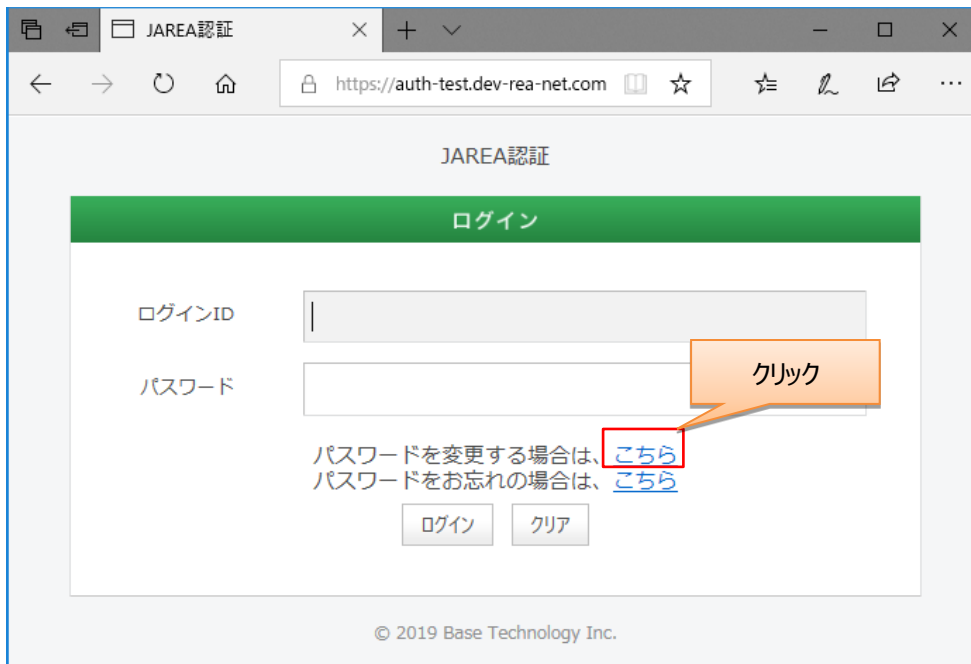 JAREA認証
https://auth-test.dev-rea-net.com
JAREA認証
ログイン
ログインID
パスワード
クリック
パスワードを変更する場合は、こちら
パスワードをお忘れの場合は、こちら
ログイン クリア
© 2019 Base Technology Inc.